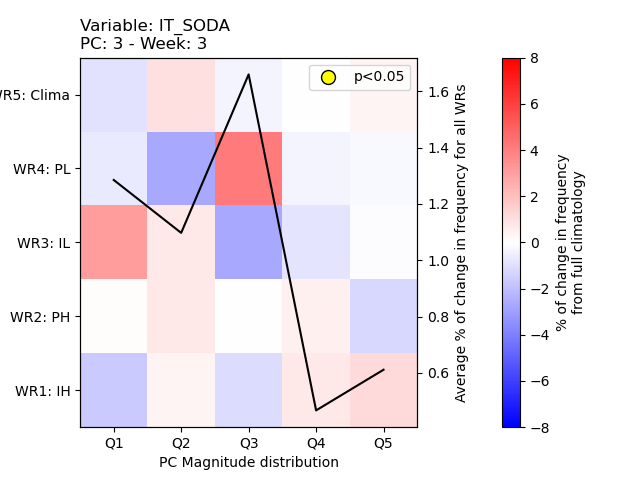 Variable: IT_SODA
PC: 3 - Week: 3
p<0.05
WR5: Clima
WR4: PL
WR3: IL
WR2: PH
WR1: IH
Q1 Q2 Q3 Q4 Q5
PC Magnitude distribution
1.6
1.4
1.2
1.0
0.8
0.6
Average % of change in frequency for all WRs
8
6
4
2
0
−2
−4
−6
−8
% of change in frequency
from full climatology